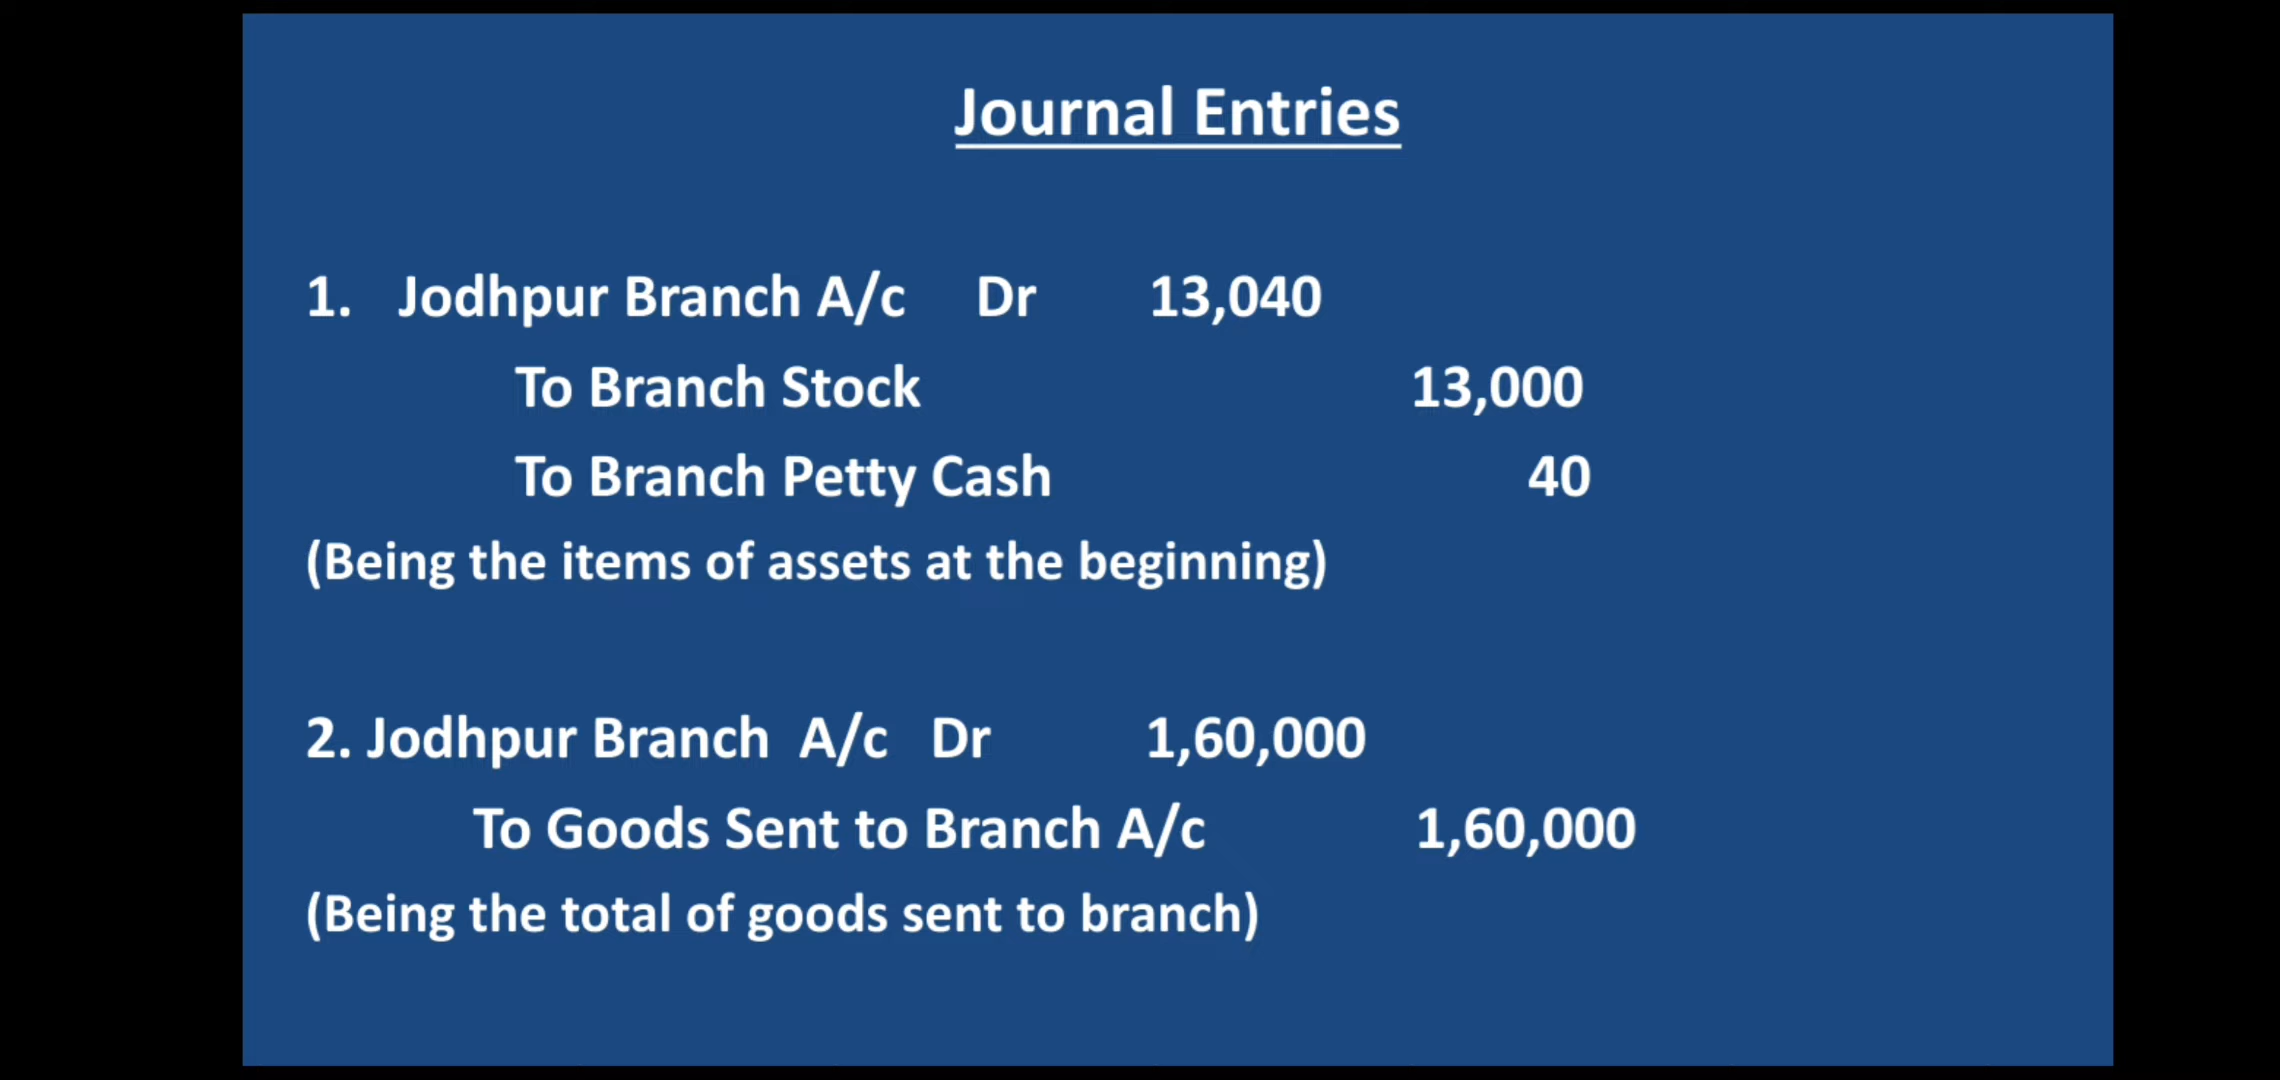 Journal Entries
1. Jodhpur Branch A/c Dr 13,040
To Branch Stock 13,000
To Branch Petty Cash 40
(Being the items of assets at the beginning)
2. Jodhpur Branch A/c Dr 1,60,000
To Goods Sent to Branch A/c 1,60,000
(Being the total of goods sent to branch)